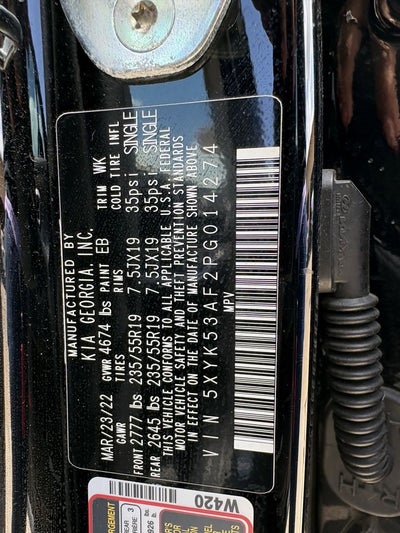 MANUFACTURED BY
KIA GEORGIA, INC.
MAR/23/22 GVWR 4674 lbs PAINT EB TRIM WK
GAWR TIRES RIMS COLD TIRE INFL
FRONT 2777 lbs 235/55R19 7.5JX19 35psi SINGLE
REAR 2645 lbs 235/55R19 7.5JX19 35psi SINGLE
THIS VEHICLE CONFORMS TO ALL APPLICABLE U.S.A. FEDERAL
MOTOR VEHICLE SAFETY AND THEFT PREVENTION STANDARDS
IN EFFECT ON THE DATE OF MANUFACTURE SHOWN ABOVE
VIN 5XYK53AF2PG014274
MPV
W420